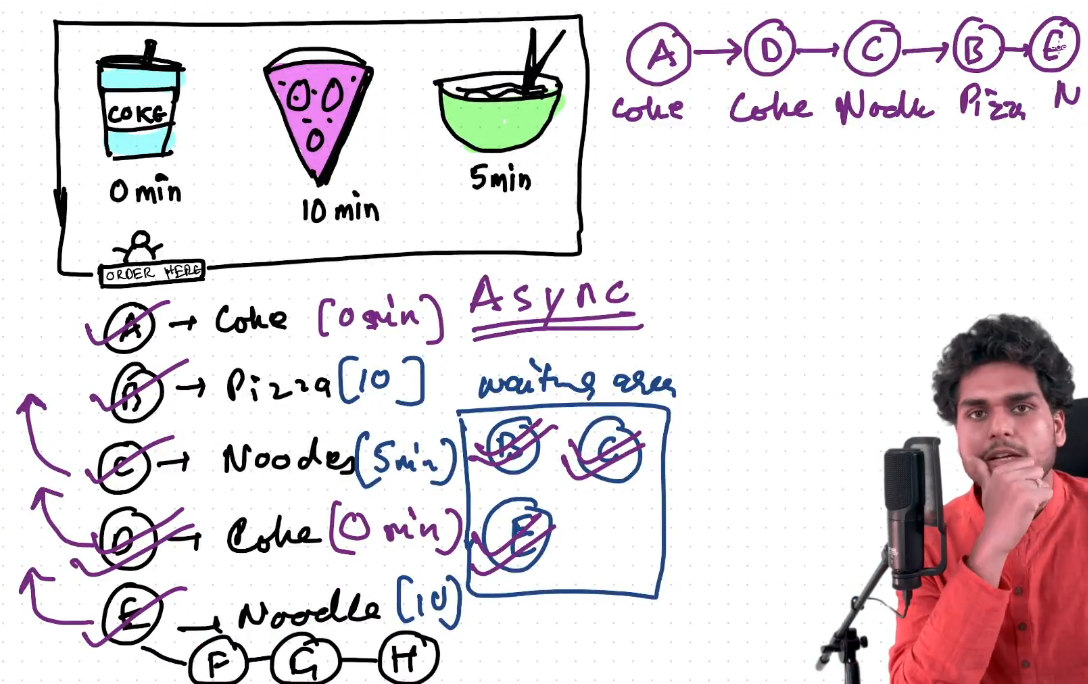 COKE
0 min
10 min
5min
ORDER HERE
A → D → C → B → E
Coke Coke Noodle Pizza N
Async
A → Coke [0 min]
B → Pizza [10]
C → Noodes (5min)
D → Coke [0 min]
E → Noodle [10]
F G H
waiting area
B C
E